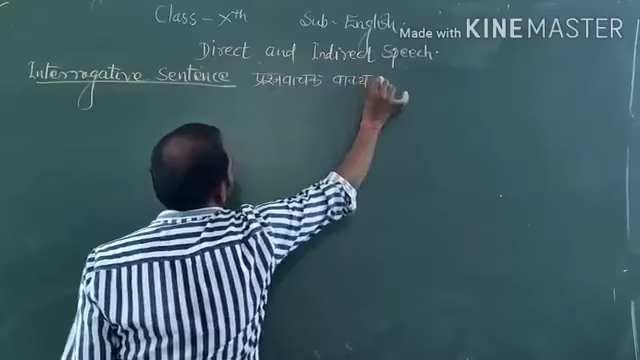 Class - Xth Sub- English.
Made with KINEMASTER
Direct and Indirect Speech.
Interrogative Sentence प्रश्नवाचक वाक्य